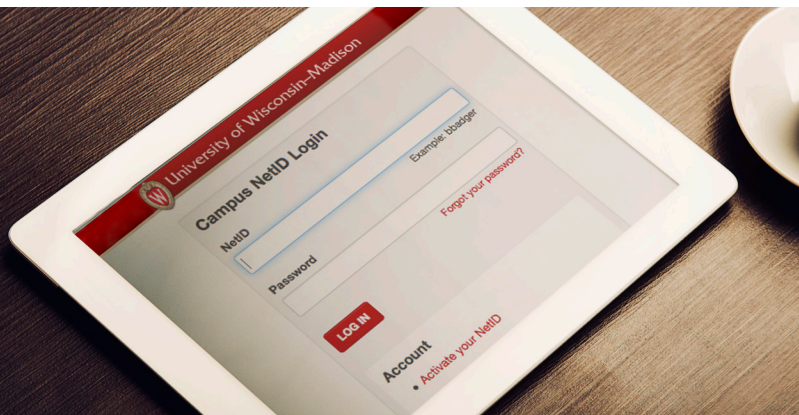 W University of Wisconsin–Madison
Campus NetID Login
NetID
Example: bbadger
Password
Forgot your password?
LOG IN
Account
• Activate your NetID